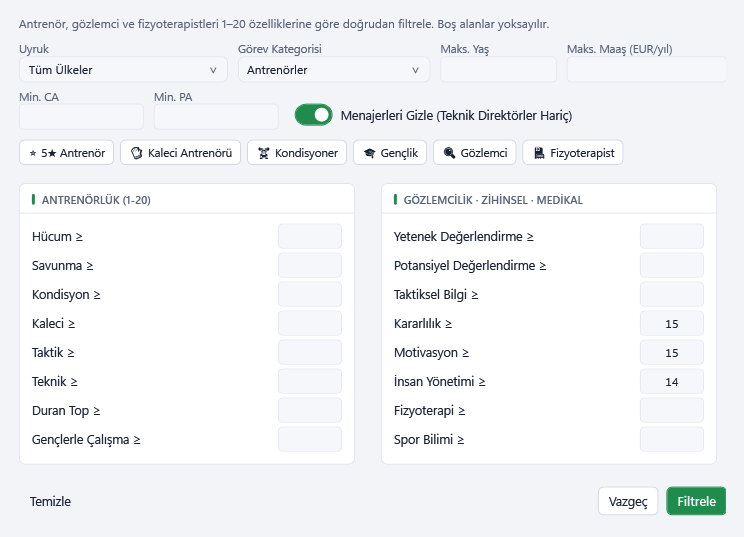 Antrenör, gözlemci ve fizyoterapistleri 1–20 özelliklerine göre doğrudan filtrele. Boş alanlar yoksayılır.
Uyruk Görev Kategorisi Maks. Yaş Maks. Maaş (EUR/yıl)
Tüm Ülkeler Antrenörler
Min. CA Min. PA
Menajerleri Gizle (Teknik Direktörler Hariç)
5★ Antrenör Kaleci Antrenörü Kondisyoner Gençlik Gözlemci Fizyoterapist
ANTRENÖRLÜK (1-20)
Hücum ≥
Savunma ≥
Kondisyon ≥
Kaleci ≥
Taktik ≥
Teknik ≥
Duran Top ≥
Gençlerle Çalışma ≥
GÖZLEMCİLİK · ZİHİNSEL · MEDİKAL
Yetenek Değerlendirme ≥
Potansiyel Değerlendirme ≥
Taktiksel Bilgi ≥
Kararlılık ≥ 15
Motivasyon ≥ 15
İnsan Yönetimi ≥ 14
Fizyoterapi ≥
Spor Bilimi ≥
Temizle Vazgeç Filtrele